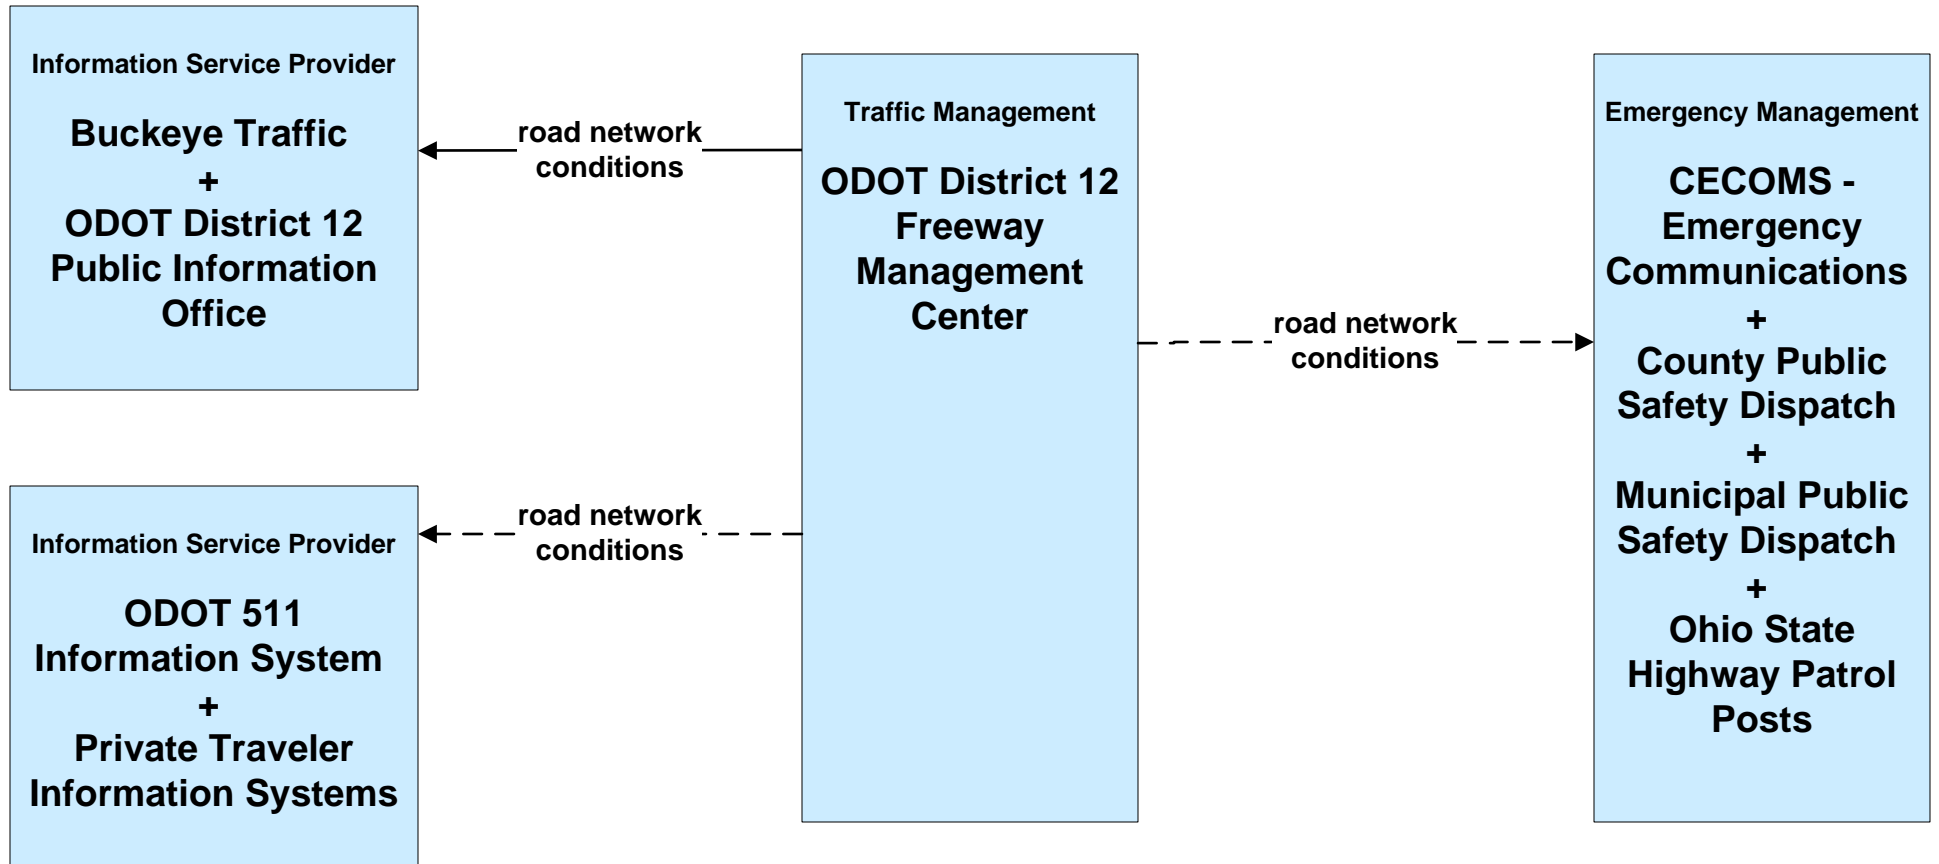 Information Service Provider
Buckeye Traffic
+
ODOT District 12
Public Information
Office
road network
conditions
Traffic Management
ODOT District 12
Freeway
Management
Center
road network
conditions
Emergency Management
CECOMS -
Emergency
Communications
+
County Public
Safety Dispatch
+
Municipal Public
Safety Dispatch
+
Ohio State
Highway Patrol
Posts
Information Service Provider
ODOT 511
Information System
+
Private Traveler
Information Systems
road network
conditions